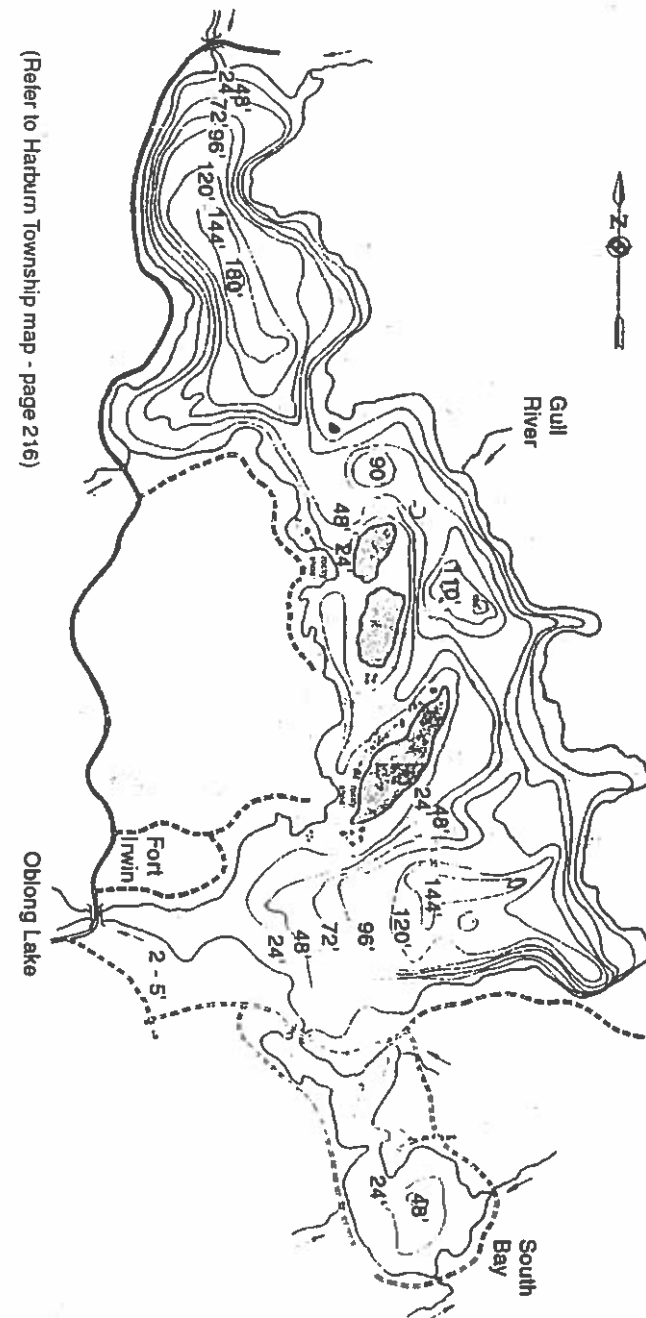 (Refer to Harburn Township map - page 216)
Z
Gull
River
South
Bay
Fort
Irwin
Oblong Lake
24'
48'
72'
96'
120'
144'
180'
90'
48'
24'
110'
24'
48'
144'
120'
96'
72'
48'
24'
2 - 5'
24'
48'